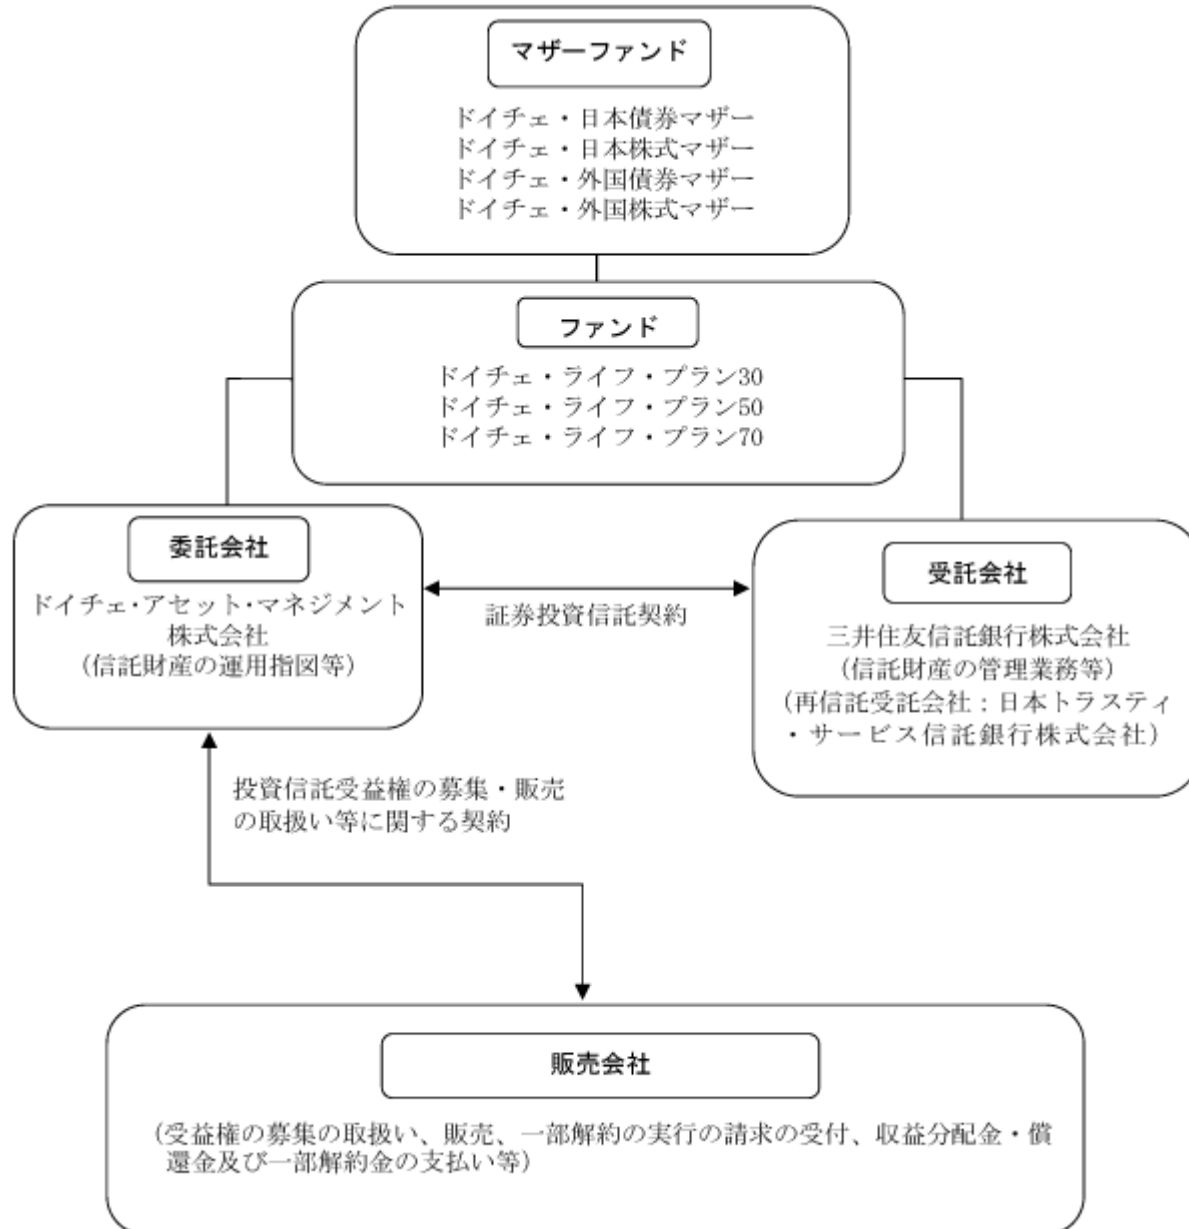 マザーファンド
ドイチェ・日本債券マザー
ドイチェ・日本株式マザー
ドイチェ・外国債券マザー
ドイチェ・外国株式マザー
ファンド
ドイチェ・ライフ・プラン30
ドイチェ・ライフ・プラン50
ドイチェ・ライフ・プラン70
委託会社
ドイチェ・アセット・マネジメント
株式会社
（信託財産の運用指図等）
証券投資信託契約
受託会社
三井住友信託銀行株式会社
（信託財産の管理業務等）
（再信託受託会社：日本トラスティ
・サービス信託銀行株式会社）
投資信託受益権の募集・販売
の取扱い等に関する契約
販売会社
（受益権の募集の取扱い、販売、一部解約の実行の請求の受付、収益分配金・償
還金及び一部解約金の支払い等）